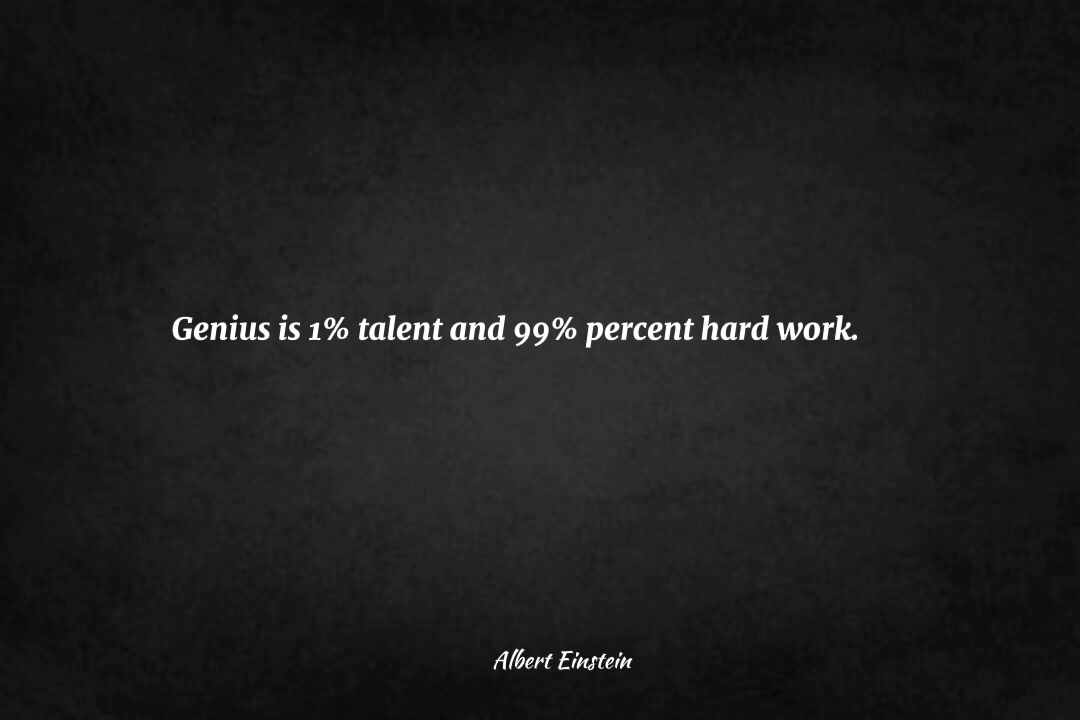 Genius is 1% talent and 99% percent hard work.
Albert Einstein